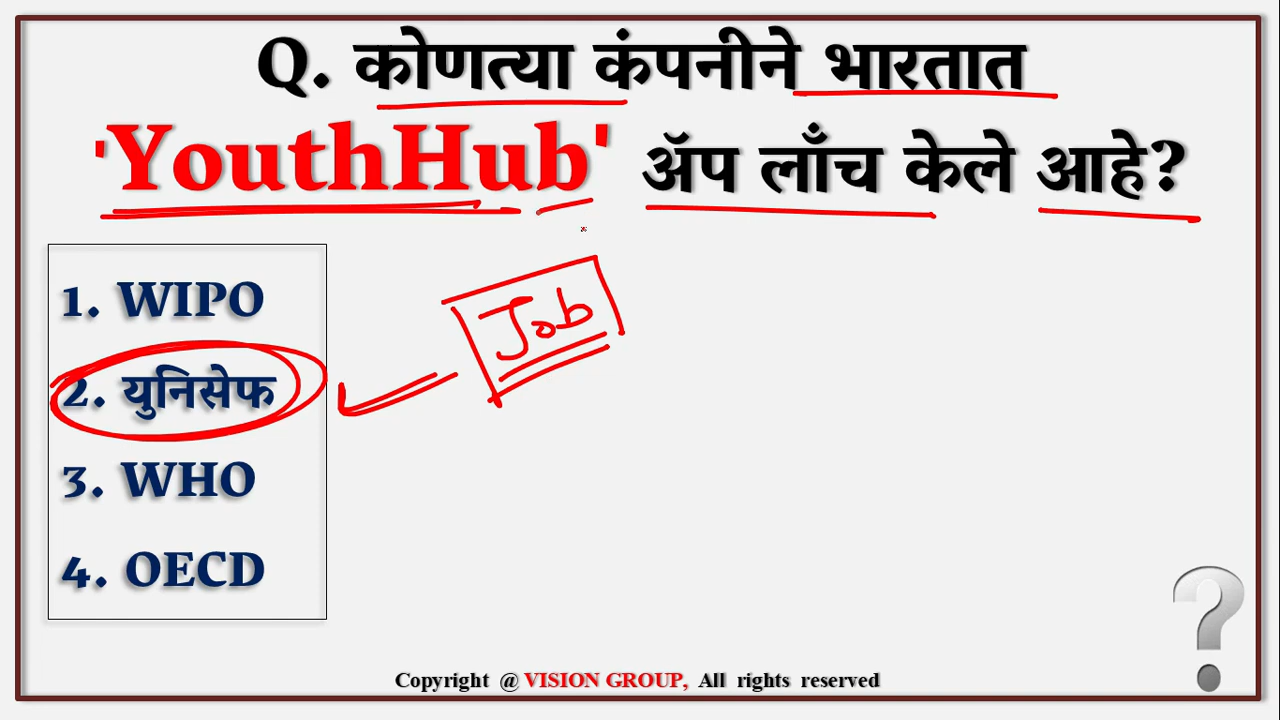 Q. कोणत्या कंपनीने भारतात
'YouthHub' ॲप लाँच केले आहे?
1. WIPO
2. युनिसेफ
3. WHO
4. OECD
Job
?
Copyright @ VISION GROUP, All rights reserved